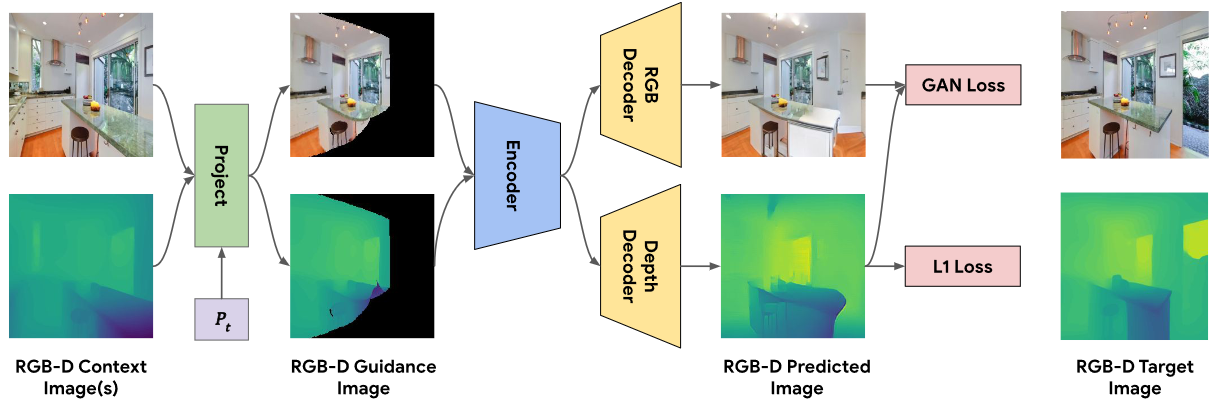 Project
P_t
Encoder
RGB
Decoder
Depth
Decoder
GAN Loss
L1 Loss
RGB-D Context
Image(s)
RGB-D Guidance
Image
RGB-D Predicted
Image
RGB-D Target
Image